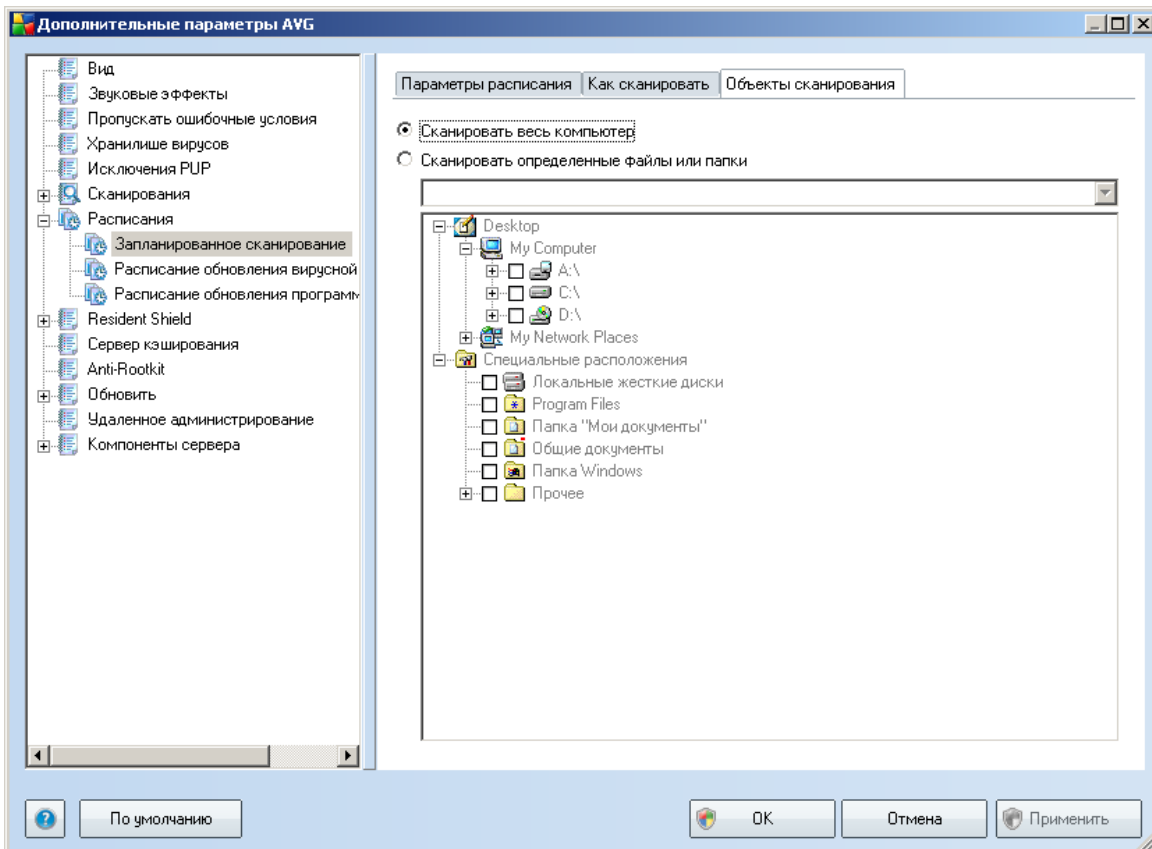 Дополнительные параметры AVG
Вид
Звуковые эффекты
Пропускать ошибочные условия
Хранилише вирусов
Исключения PUP
Сканирования
Расписания
Запланированное сканирование
Расписание обновления вирусной
Расписание обновления программ
Resident Shield
Сервер кэширования
Anti-Rootkit
Обновить
Удаленное администрирование
Компоненты сервера
Параметры расписания Как сканировать Объекты сканирования
Сканировать весь компьютер
Сканировать определенные файлы или папки
Desktop
My Computer
A:\
C:\
D:\
My Network Places
Специальные расположения
Локальные жесткие диски
Program Files
Папка "Мои документы"
Общие документы
Папка Windows
Прочее
По умолчанию OK Отмена Применить